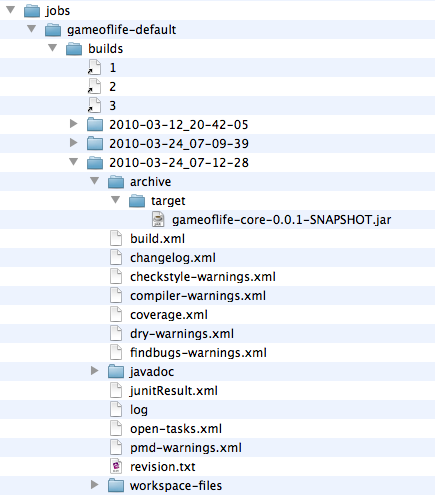 jobs
gameoflife-default
builds
1
2
3
2010-03-12_20-42-05
2010-03-24_07-09-39
2010-03-24_07-12-28
archive
target
gameoflife-core-0.0.1-SNAPSHOT.jar
build.xml
changelog.xml
checkstyle-warnings.xml
compiler-warnings.xml
coverage.xml
dry-warnings.xml
findbugs-warnings.xml
javadoc
junitResult.xml
log
open-tasks.xml
pmd-warnings.xml
revision.txt
workspace-files